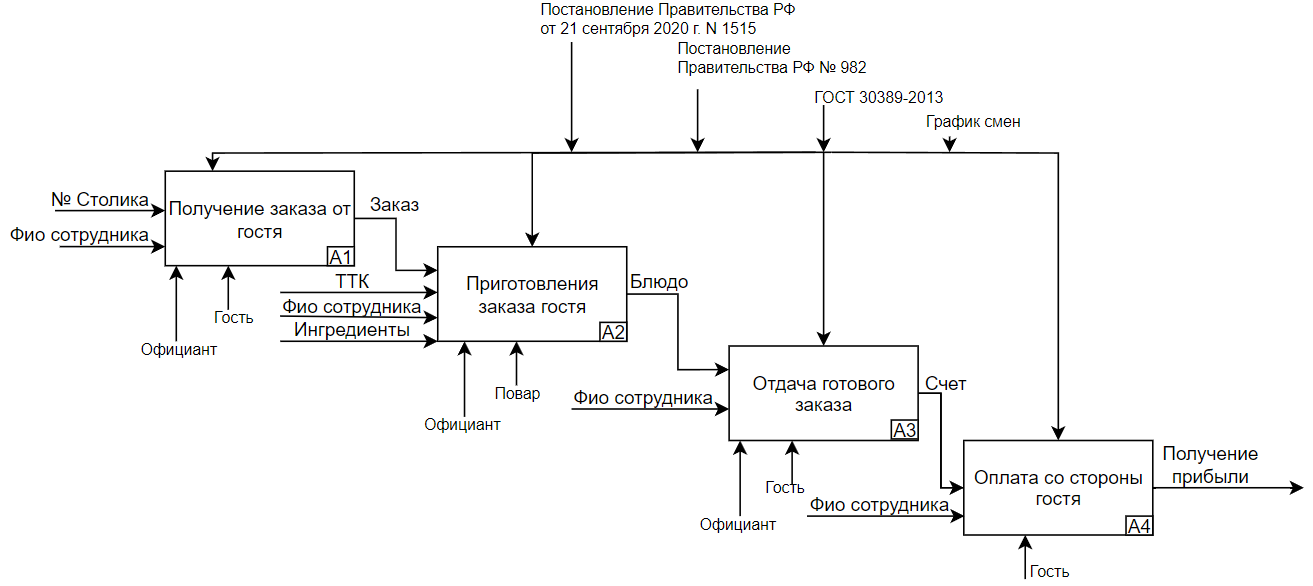 Постановление Правительства РФ
от 21 сентября 2020 г. N 1515
Постановление
Правительства РФ № 982
ГОСТ 30389-2013
График смен
№ Столика
Фио сотрудника
Получение заказа от
гостя
A1
Заказ
Гость
Официант
ТТК
Фио сотрудника
Ингредиенты
Приготовления
заказа гостя
A2
Блюдо
Повар
Официант
Фио сотрудника
Отдача готового
заказа
A3
Счет
Гость
Официант
Фио сотрудника
Оплата со стороны
гостя
A4
Получение
прибыли
Гость